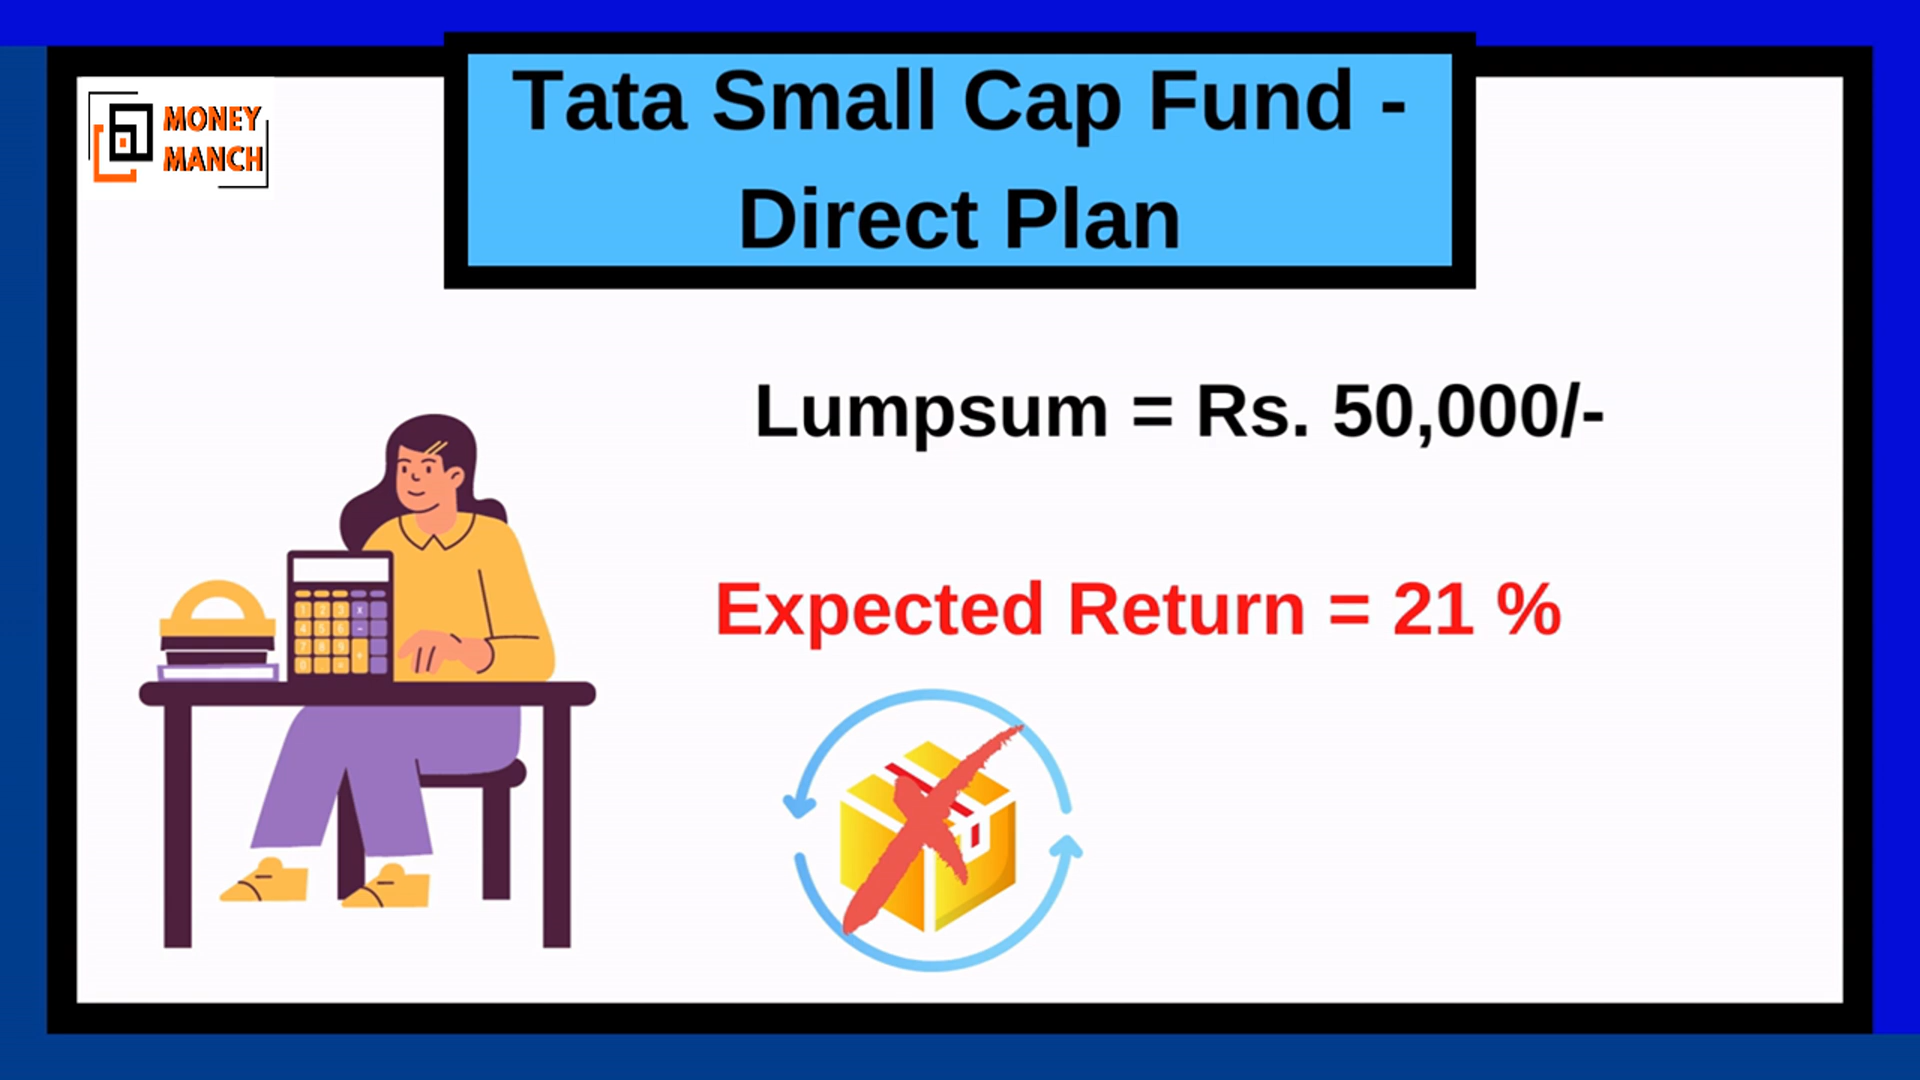 MONEY
MANCH
Tata Small Cap Fund -
Direct Plan
Lumpsum = Rs. 50,000/-
Expected Return = 21 %